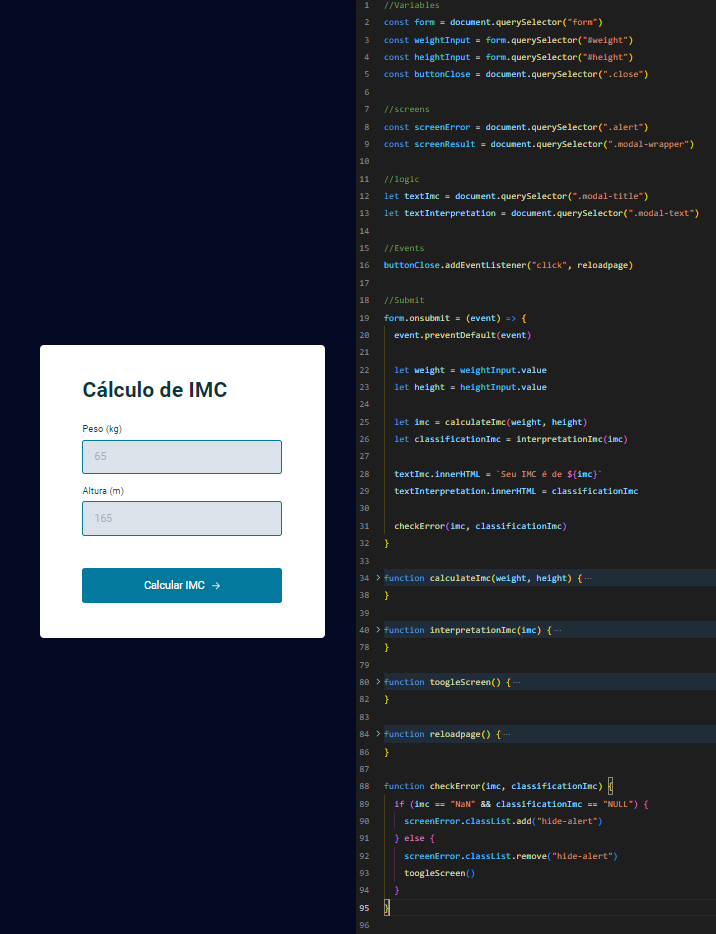 Cálculo de IMC
Peso (kg)
65
Altura (m)
165
Calcular IMC →
1 //Variables
2 const form = document.querySelector("form")
3 const weightInput = form.querySelector("#weight")
4 const heightInput = form.querySelector("#height")
5 const buttonClose = document.querySelector(".close")
6
7 //screens
8 const screenError = document.querySelector(".alert")
9 const screenResult = document.querySelector(".modal-wrapper")
10
11 //logic
12 let textImc = document.querySelector(".modal-title")
13 let textInterpretation = document.querySelector(".modal-text")
14
15 //Events
16 buttonClose.addEventListener("click", reloadpage)
17
18 //Submit
19 form.onsubmit = (event) => {
20 event.preventDefault(event)
21
22 let weight = weightInput.value
23 let height = heightInput.value
24
25 let imc = calculateImc(weight, height)
26 let classificationImc = interpretationImc(imc)
27
28 textImc.innerHTML = `Seu IMC é de ${imc}`
29 textInterpretation.innerHTML = classificationImc
30
31 checkError(imc, classificationImc)
32 }
33
34 > function calculateImc(weight, height) {···
38 }
39
40 > function interpretationImc(imc) {···
78 }
79
80 > function toogleScreen() {···
82 }
83
84 > function reloadpage() {···
86 }
87
88 function checkError(imc, classificationImc) {
89 if (imc == "NaN" && classificationImc == "NULL") {
90 screenError.classList.add("hide-alert")
91 } else {
92 screenError.classList.remove("hide-alert")
93 toogleScreen()
94 }
95 }
96